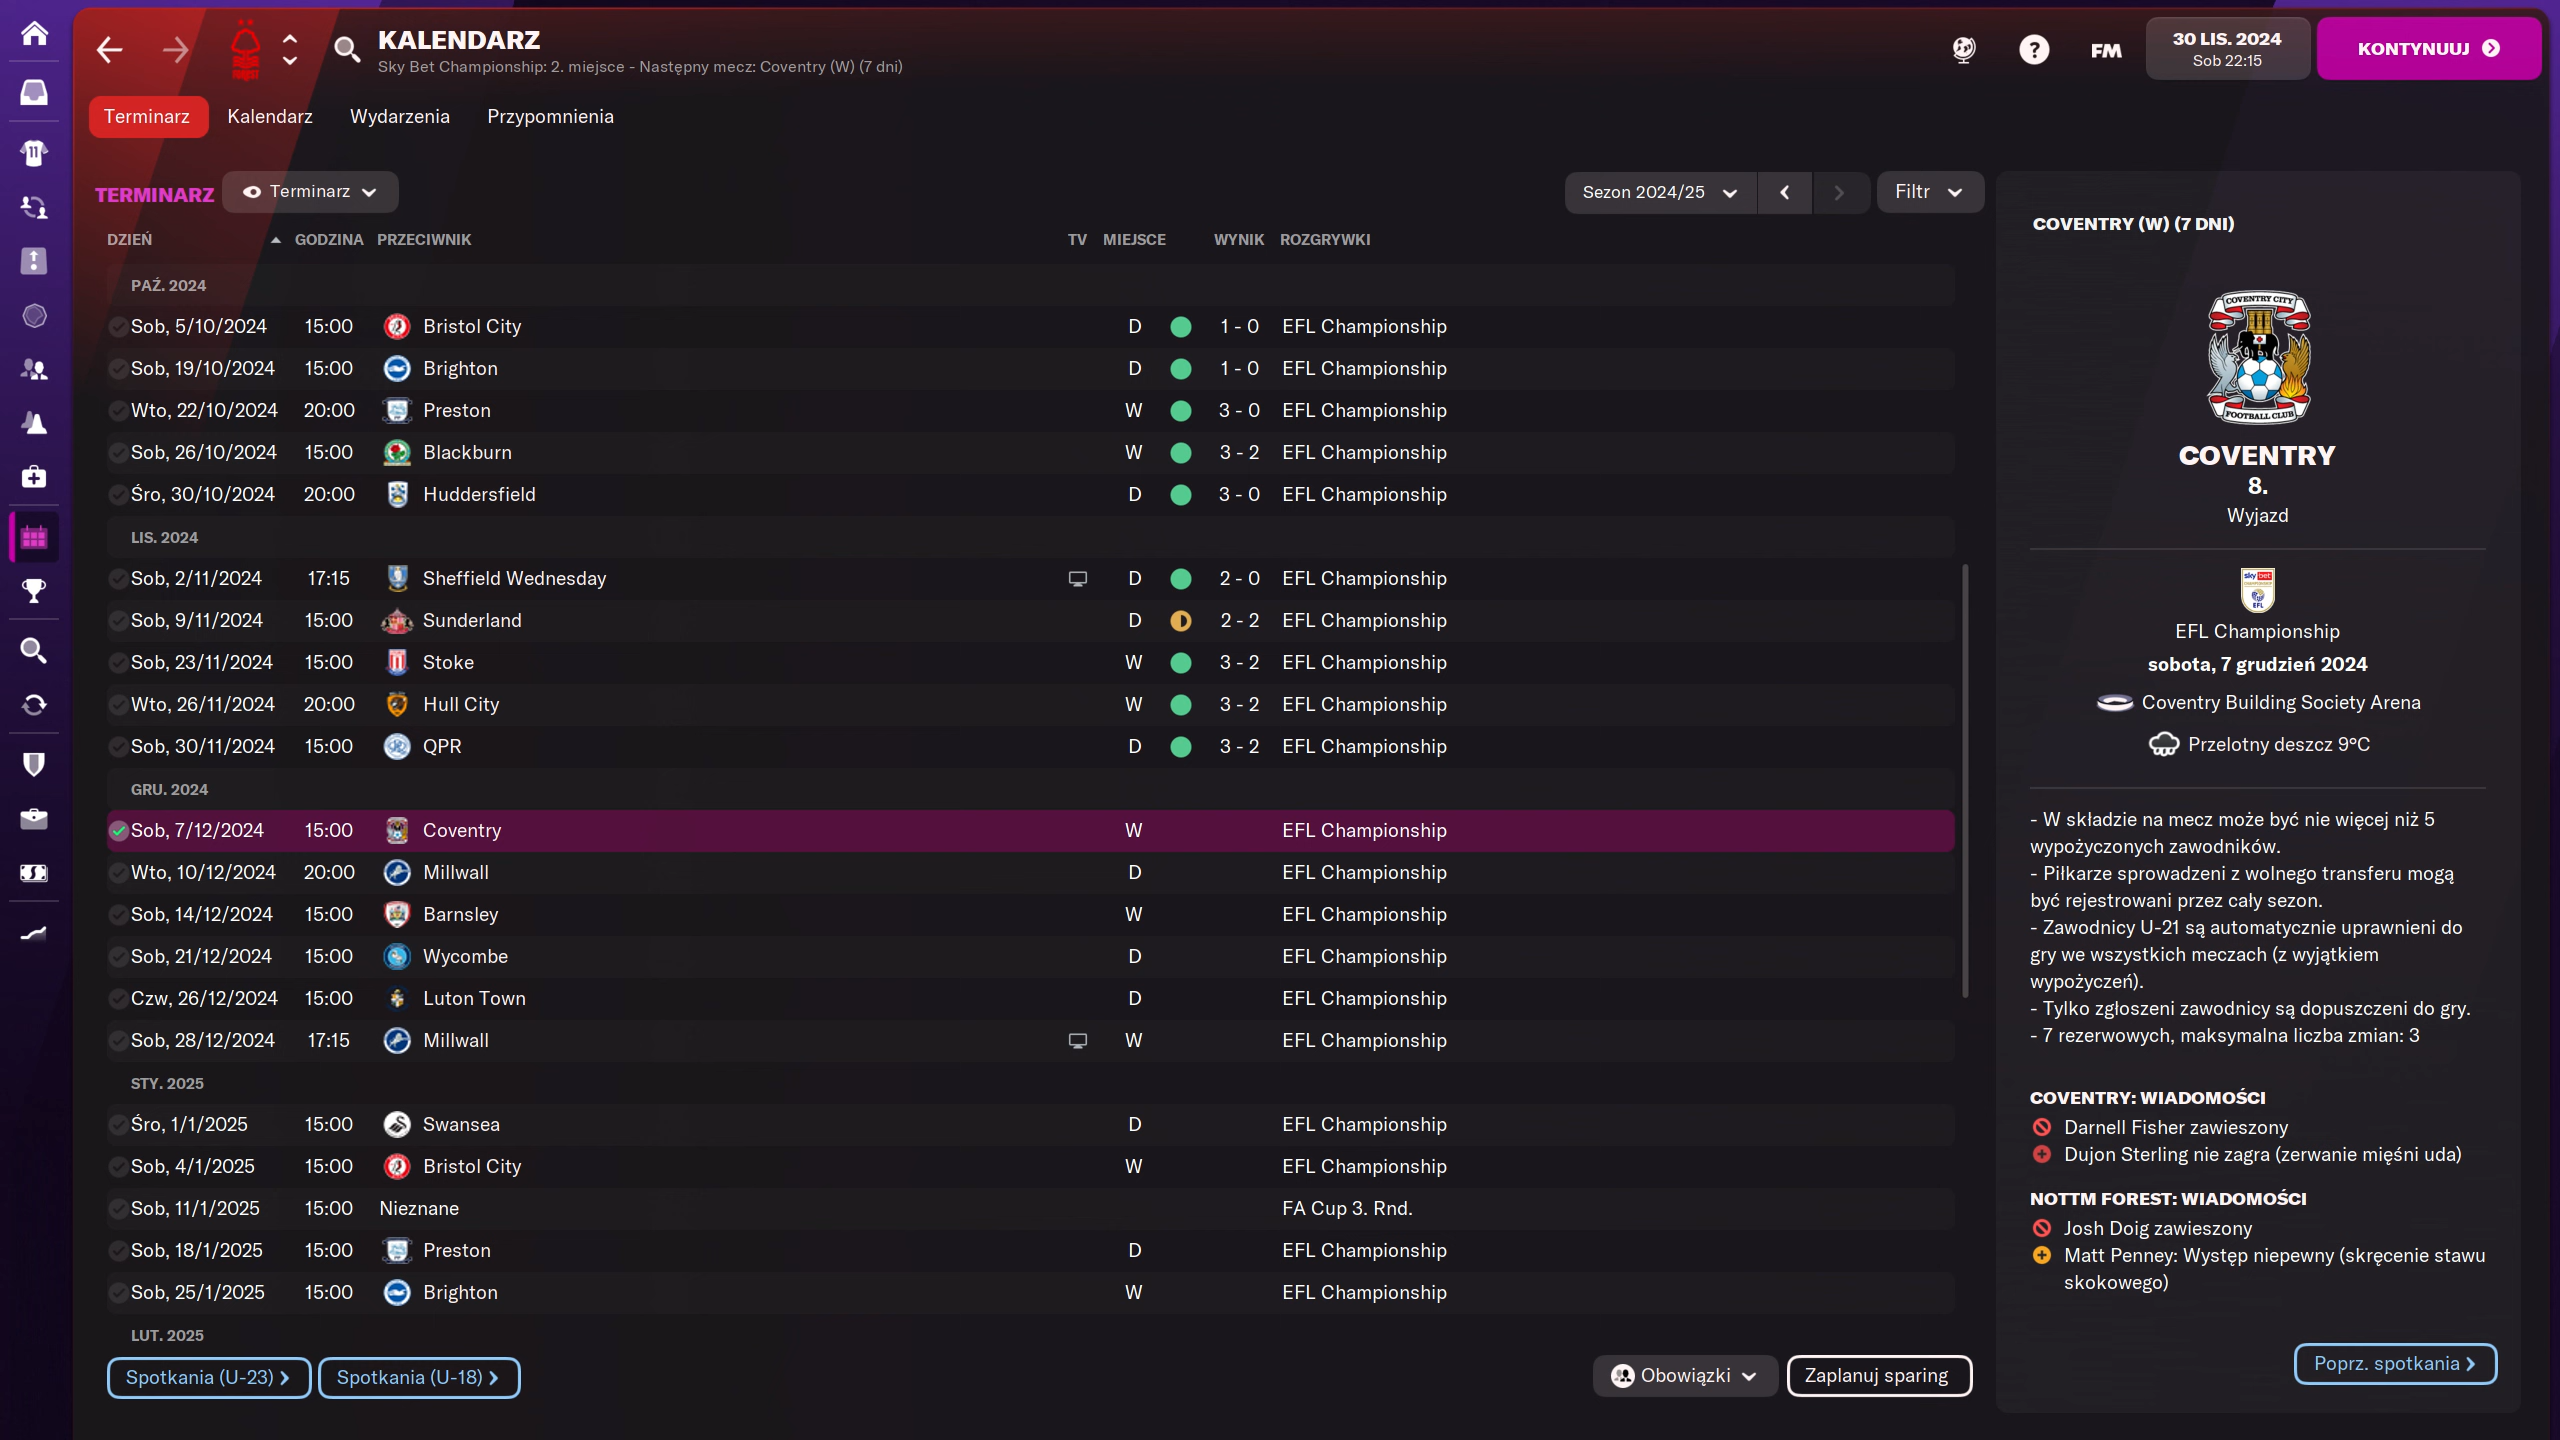 KALENDARZ
Sky Bet Championship: 2. miejsce - Następny mecz: Coventry (W) (7 dni)
FM
30 LIS. 2024
Sob 22:15
KONTYNUUJ
Terminarz Kalendarz Wydarzenia Przypomnienia
TERMINARZ Terminarz Sezon 2024/25 Filtr
DZIEŃ GODZINA PRZECIWNIK TV MIEJSCE WYNIK ROZGRYWKI
PAŹ. 2024
Sob, 5/10/2024 15:00 Bristol City D 1 - 0 EFL Championship
Sob, 19/10/2024 15:00 Brighton D 1 - 0 EFL Championship
Wto, 22/10/2024 20:00 Preston W 3 - 0 EFL Championship
Sob, 26/10/2024 15:00 Blackburn W 3 - 2 EFL Championship
Śro, 30/10/2024 20:00 Huddersfield D 3 - 0 EFL Championship
LIS. 2024
Sob, 2/11/2024 17:15 Sheffield Wednesday D 2 - 0 EFL Championship
Sob, 9/11/2024 15:00 Sunderland D 2 - 2 EFL Championship
Sob, 23/11/2024 15:00 Stoke W 3 - 2 EFL Championship
Wto, 26/11/2024 20:00 Hull City W 3 - 2 EFL Championship
Sob, 30/11/2024 15:00 QPR D 3 - 2 EFL Championship
GRU. 2024
Sob, 7/12/2024 15:00 Coventry W EFL Championship
Wto, 10/12/2024 20:00 Millwall D EFL Championship
Sob, 14/12/2024 15:00 Barnsley W EFL Championship
Sob, 21/12/2024 15:00 Wycombe D EFL Championship
Czw, 26/12/2024 15:00 Luton Town D EFL Championship
Sob, 28/12/2024 17:15 Millwall W EFL Championship
STY. 2025
Śro, 1/1/2025 15:00 Swansea D EFL Championship
Sob, 4/1/2025 15:00 Bristol City W EFL Championship
Sob, 11/1/2025 15:00 Nieznane FA Cup 3. Rnd.
Sob, 18/1/2025 15:00 Preston D EFL Championship
Sob, 25/1/2025 15:00 Brighton W EFL Championship
LUT. 2025
Spotkania (U-23) Spotkania (U-18) Obowiązki Zaplanuj sparing
COVENTRY (W) (7 DNI)
COVENTRY CITY
FOOTBALL CLUB
COVENTRY
8.
Wyjazd
sky bet
EFL
EFL Championship
sobota, 7 grudzień 2024
Coventry Building Society Arena
Przelotny deszcz 9°C
- W składzie na mecz może być nie więcej niż 5
wypożyczonych zawodników.
- Piłkarze sprowadzeni z wolnego transferu mogą
być rejestrowani przez cały sezon.
- Zawodnicy U-21 są automatycznie uprawnieni do
gry we wszystkich meczach (z wyjątkiem
wypożyczeń).
- Tylko zgłoszeni zawodnicy są dopuszczeni do gry.
- 7 rezerwowych, maksymalna liczba zmian: 3
COVENTRY: WIADOMOŚCI
Darnell Fisher zawieszony
Dujon Sterling nie zagra (zerwanie mięśni uda)
NOTTM FOREST: WIADOMOŚCI
Josh Doig zawieszony
Matt Penney: Występ niepewny (skręcenie stawu
skokowego)
Poprz. spotkania